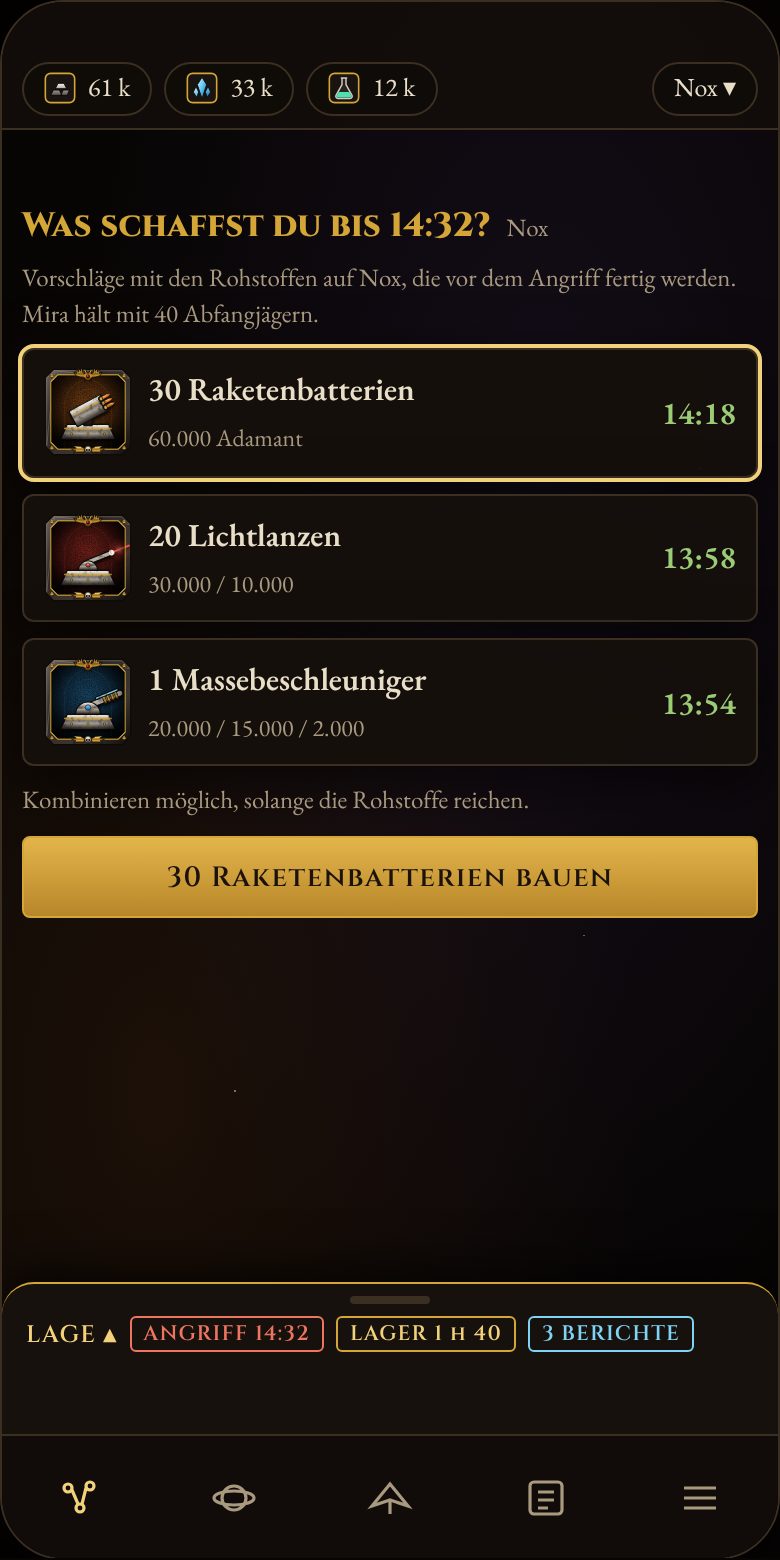 61 k
33 k
12 k
Nox ▼
Was schaffst du bis 14:32? Nox
Vorschläge mit den Rohstoffen auf Nox, die vor dem Angriff fertig werden.
Mira hält mit 40 Abfangjägern.
30 Raketenbatterien
60.000 Adamant
14:18
20 Lichtlanzen
30.000 / 10.000
13:58
1 Massebeschleuniger
20.000 / 15.000 / 2.000
13:54
Kombinieren möglich, solange die Rohstoffe reichen.
30 Raketenbatterien bauen
LAGE ▲ ANGRIFF 14:32 LAGER 1 H 40 3 BERICHTE